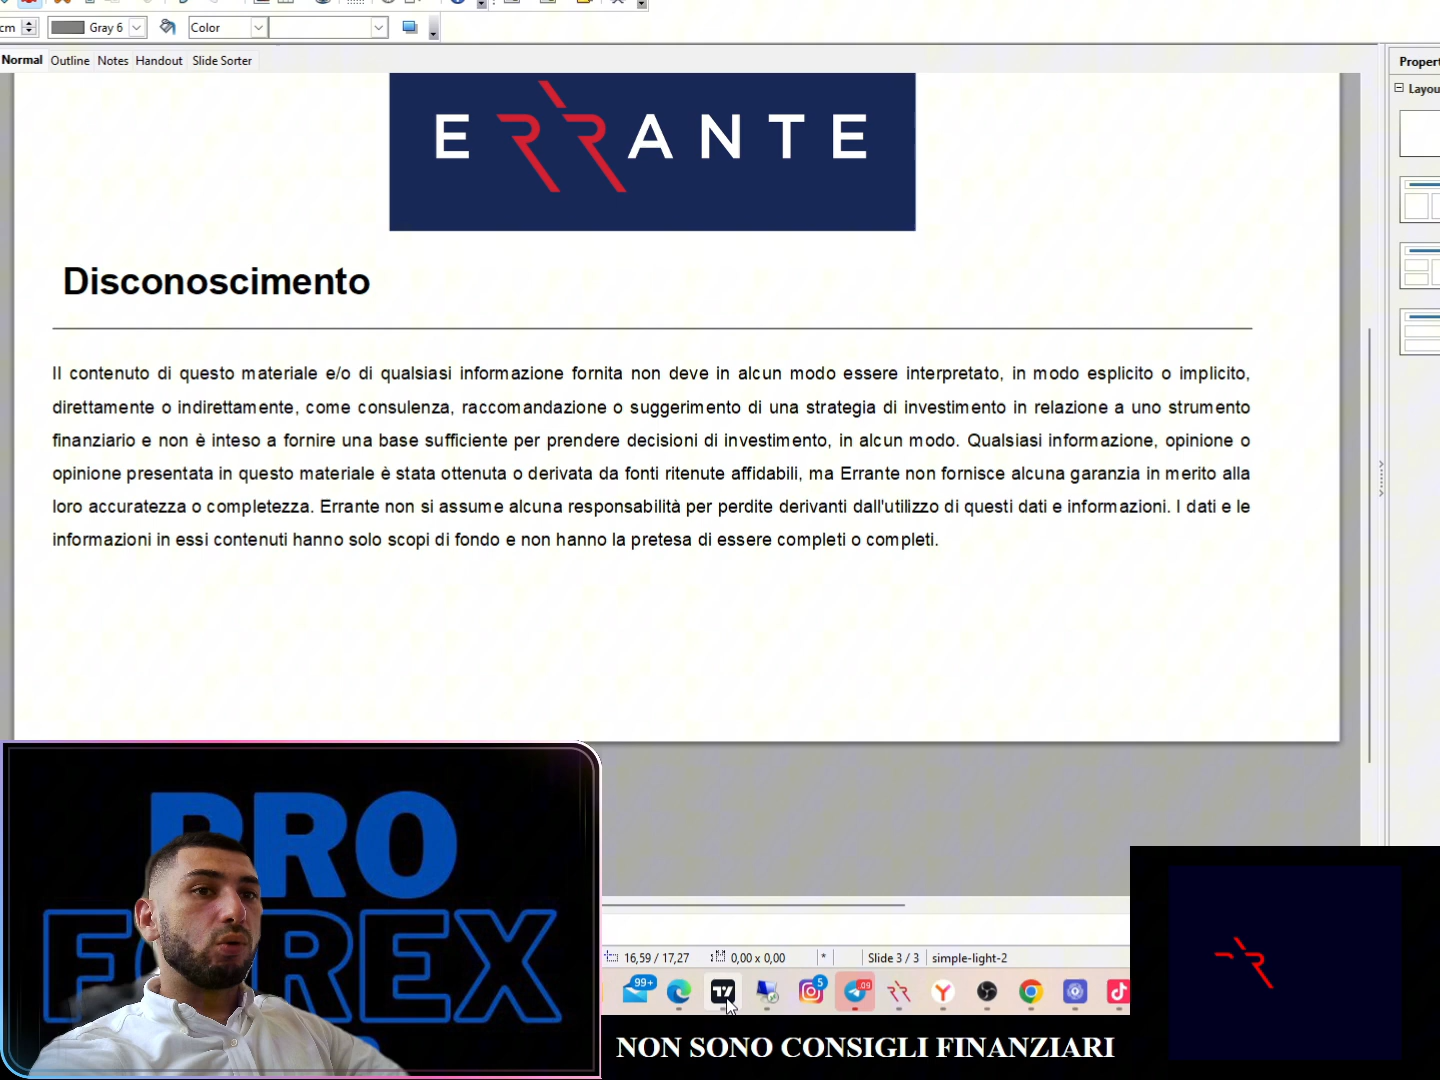 cm
Gray 6
Color
Normal
Outline
Notes
Handout
Slide Sorter
ERRANTE
Disconoscimento
Il contenuto di questo materiale e/o di qualsiasi informazione fornita non deve in alcun modo essere interpretato, in modo esplicito o implicito,
direttamente o indirettamente, come consulenza, raccomandazione o suggerimento di una strategia di investimento in relazione a uno strumento
finanziario e non è inteso a fornire una base sufficiente per prendere decisioni di investimento, in alcun modo. Qualsiasi informazione, opinione o
opinione presentata in questo materiale è stata ottenuta o derivata da fonti ritenute affidabili, ma Errante non fornisce alcuna garanzia in merito alla
loro accuratezza o completezza. Errante non si assume alcuna responsabilità per perdite derivanti dall'utilizzo di questi dati e informazioni. I dati e le
informazioni in essi contenuti hanno solo scopi di fondo e non hanno la pretesa di essere completi o completi.
PRO
FOREX
16,59 / 17,27
0,00 x 0,00
*
Slide 3 / 3
simple-light-2
99+
5
09
NON SONO CONSIGLI FINANZIARI